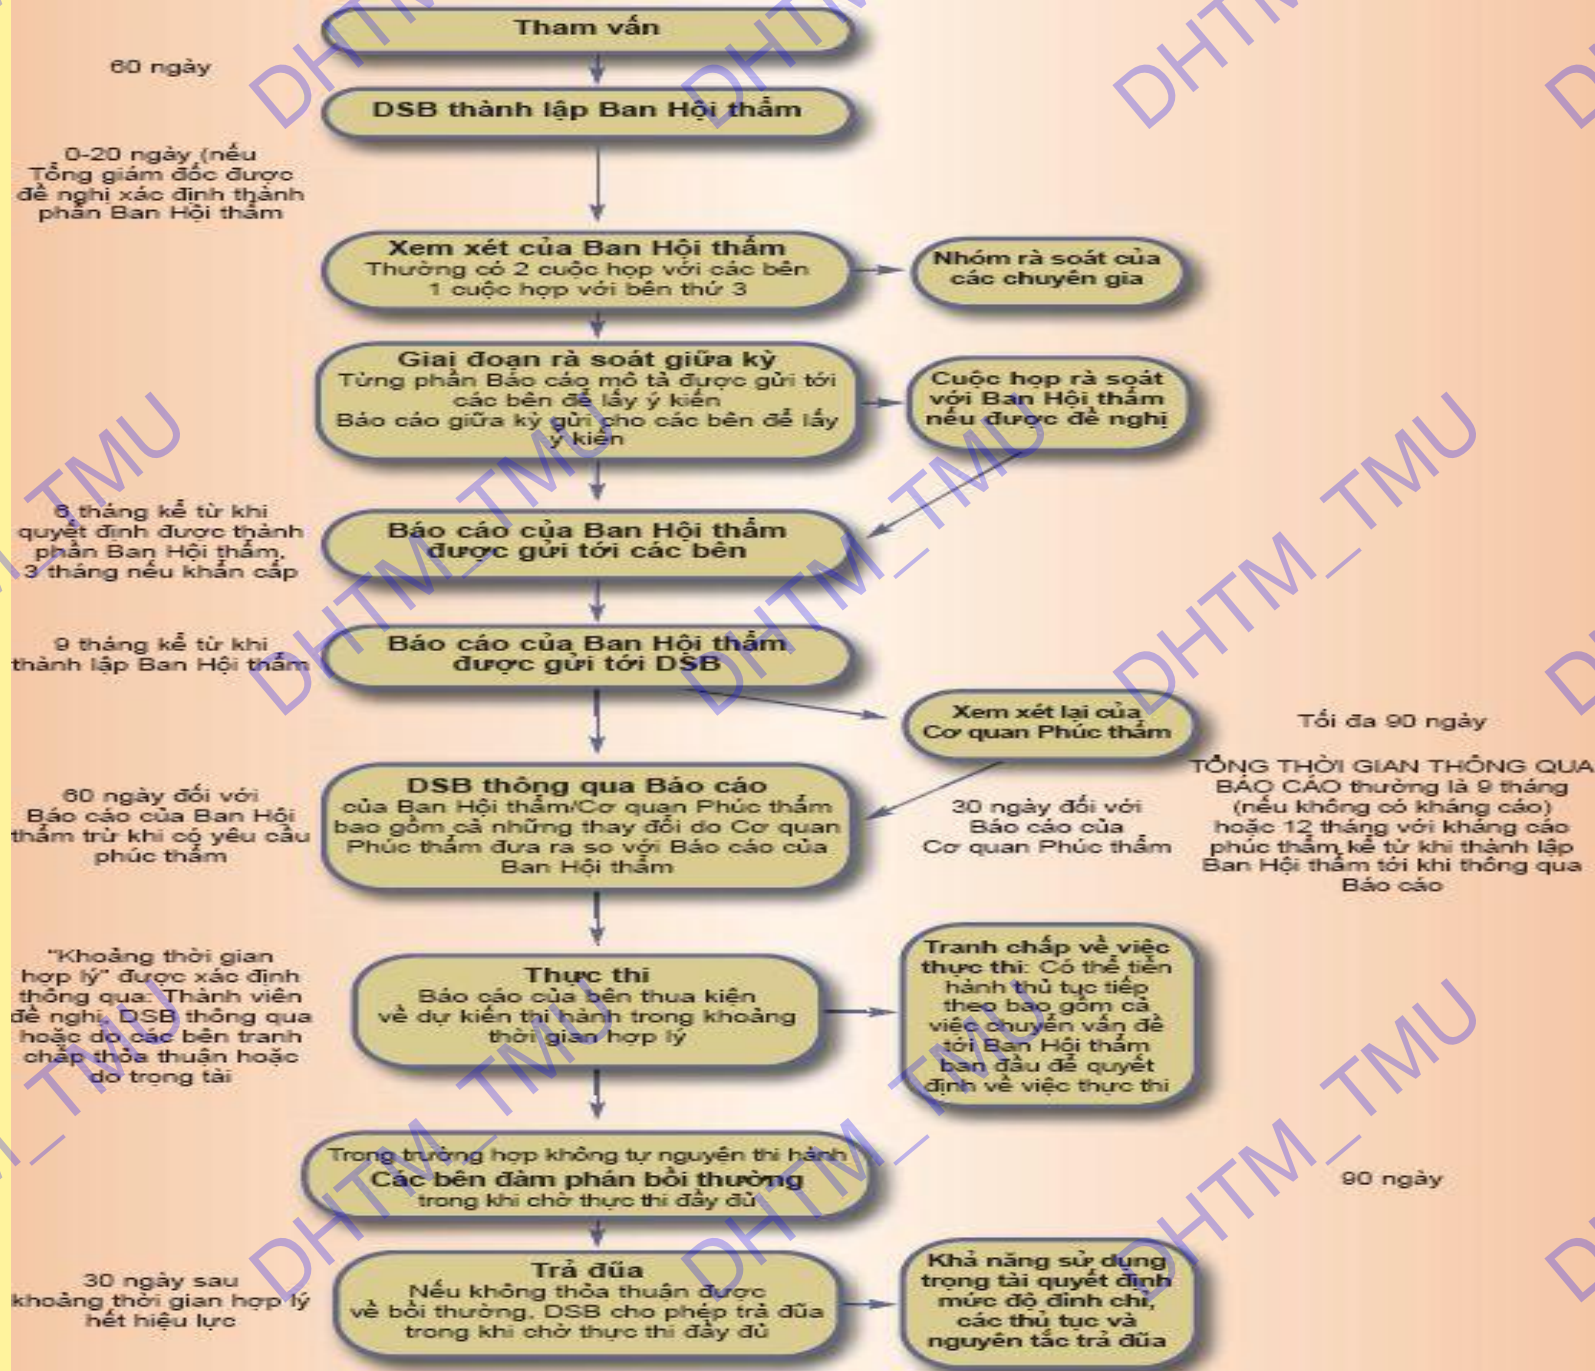 Tham vấn
60 ngày
DSB thành lập Ban Hội thẩm
0-20 ngày (nếu
Tổng giám đốc được
đề nghị xác định thành
phần Ban Hội thẩm
Xem xét của Ban Hội thẩm
Thường có 2 cuộc họp với các bên
1 cuộc họp với bên thứ 3
Nhóm rà soát của
các chuyên gia
Giai đoạn rà soát giữa kỳ
Từng phần Báo cáo mô tả được gửi tới
các bên để lấy ý kiến
Báo cáo giữa kỳ gửi cho các bên để lấy
ý kiến
Cuộc họp rà soát
với Ban Hội thẩm
nếu được đề nghị
6 tháng kể từ khi
quyết định được thành
phần Ban Hội thẩm,
3 tháng nếu khẩn cấp
Báo cáo của Ban Hội thẩm
được gửi tới các bên
9 tháng kể từ khi
thành lập Ban Hội thẩm
Báo cáo của Ban Hội thẩm
được gửi tới DSB
Xem xét lại của
Cơ quan Phúc thẩm
Tối đa 90 ngày
60 ngày đối với
Báo cáo của Ban Hội
thẩm trừ khi có yêu cầu
phúc thẩm
DSB thông qua Báo cáo
của Ban Hội thẩm/Cơ quan Phúc thẩm
bao gồm cả những thay đổi do Cơ quan
Phúc thẩm đưa ra so với Báo cáo của
Ban Hội thẩm
30 ngày đối với
Báo cáo của
Cơ quan Phúc thẩm
TỔNG THỜI GIAN THÔNG QUA
BÁO CÁO thường là 9 tháng
(nếu không có kháng cáo)
hoặc 12 tháng với kháng cáo
phúc thẩm kể từ khi thành lập
Ban Hội thẩm tới khi thông qua
Báo cáo
"Khoảng thời gian
hợp lý" được xác định
thông qua: Thành viên
đề nghị, DSB thông qua
hoặc do các bên tranh
chấp thỏa thuận hoặc
do trọng tài
Thực thi
Báo cáo của bên thua kiện
về dự kiến thi hành trong khoảng
thời gian hợp lý
Tranh chấp về việc
thực thi: Có thể tiến
hành thủ tục tiếp
theo bao gồm cả
việc chuyển vấn đề
tới Ban Hội thẩm
ban đầu để quyết
định về việc thực thi
Trong trường hợp không tự nguyện thi hành
Các bên đàm phán bồi thường
trong khi chờ thực thi đầy đủ
90 ngày
30 ngày sau
khoảng thời gian hợp lý
hết hiệu lực
Trả đũa
Nếu không thỏa thuận được
về bồi thường, DSB cho phép trả đũa
trong khi chờ thực thi đầy đủ
Khả năng sử dụng
trọng tài quyết định
mức độ đình chỉ,
các thủ tục và
nguyên tắc trả đũa
DHTM_TMU
DHTM_TMU
DHTM_TMU
DHTM_TMU
DHTM_TMU
DHTM_TMU